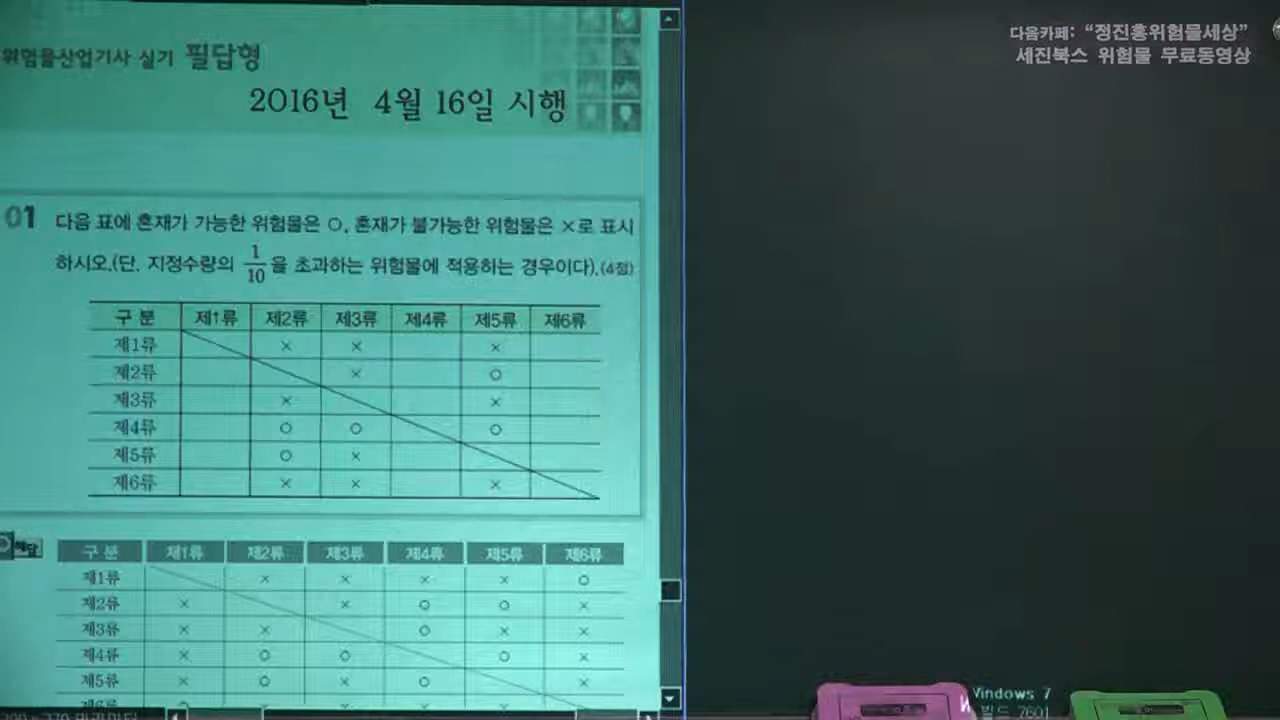 위험물산업기사 실기 필답형
2016년 4월 16일 시행
01 다음 표에 혼재가 가능한 위험물은 ○, 혼재가 불가능한 위험물은 ×로 표시
하시오.(단, 지정수량의 1/10을 초과하는 위험물에 적용하는 경우이다).(4점)
구 분 제1류 제2류 제3류 제4류 제5류 제6류
제1류 × × ×
제2류 × ○
제3류 × ×
제4류 ○ ○ ○
제5류 ○ ×
제6류 × × ×
해답
구 분 제1류 제2류 제3류 제4류 제5류 제6류
제1류 × × × × ○
제2류 × × ○ ○ ×
제3류 × × ○ × ×
제4류 × ○ ○ ○ ×
제5류 × ○ × ○ ×
제6류
다음카페: "정진홍위험물세상"
세진북스 위험물 무료동영상
Windows 7
빌드 7601